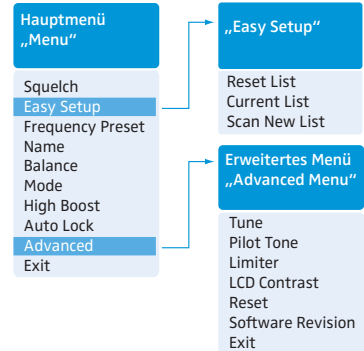 Hauptmenü
„Menu“
Squelch
Easy Setup
Frequency Preset
Name
Balance
Mode
High Boost
Auto Lock
Advanced
Exit
„Easy Setup“
Reset List
Current List
Scan New List
Erweitertes Menü
„Advanced Menu“
Tune
Pilot Tone
Limiter
LCD Contrast
Reset
Software Revision
Exit